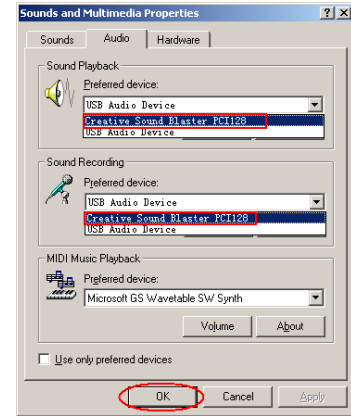 Sounds and Multimedia Properties
Sounds Audio Hardware
Sound Playback
Preferred device:
USB Audio Device
Creative Sound Blaster PCI128
USB Audio Device
Sound Recording
Preferred device:
USB Audio Device
Creative Sound Blaster PCI128
USB Audio Device
MIDI Music Playback
Preferred device:
Microsoft GS Wavetable SW Synth
Volume About
Use only preferred devices
OK Cancel Apply